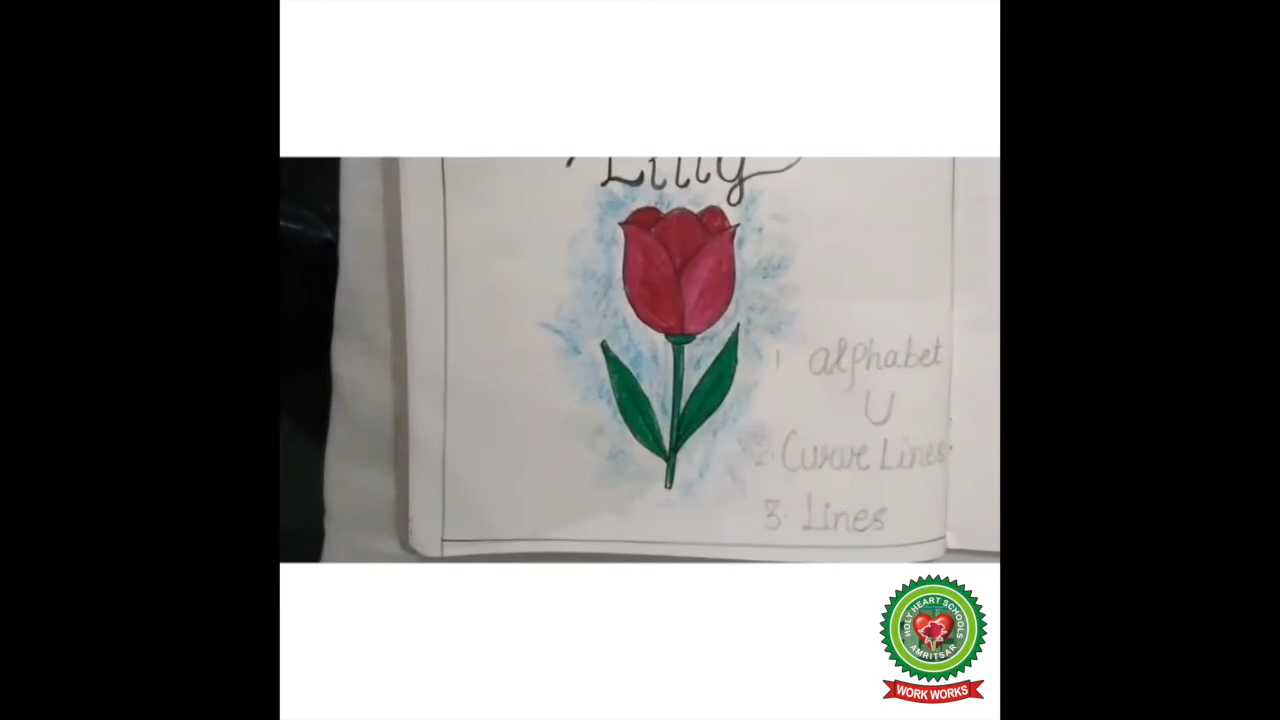 Lilly
1 alphabet
U
2. Curve Lines.
3. Lines
HOLY HEART SCHOOLS
AMRITSAR
WORK WORKS